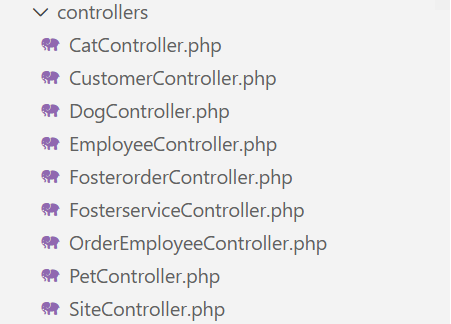 controllers
CatController.php
CustomerController.php
DogController.php
EmployeeController.php
FosterorderController.php
FosterserviceController.php
OrderEmployeeController.php
PetController.php
SiteController.php